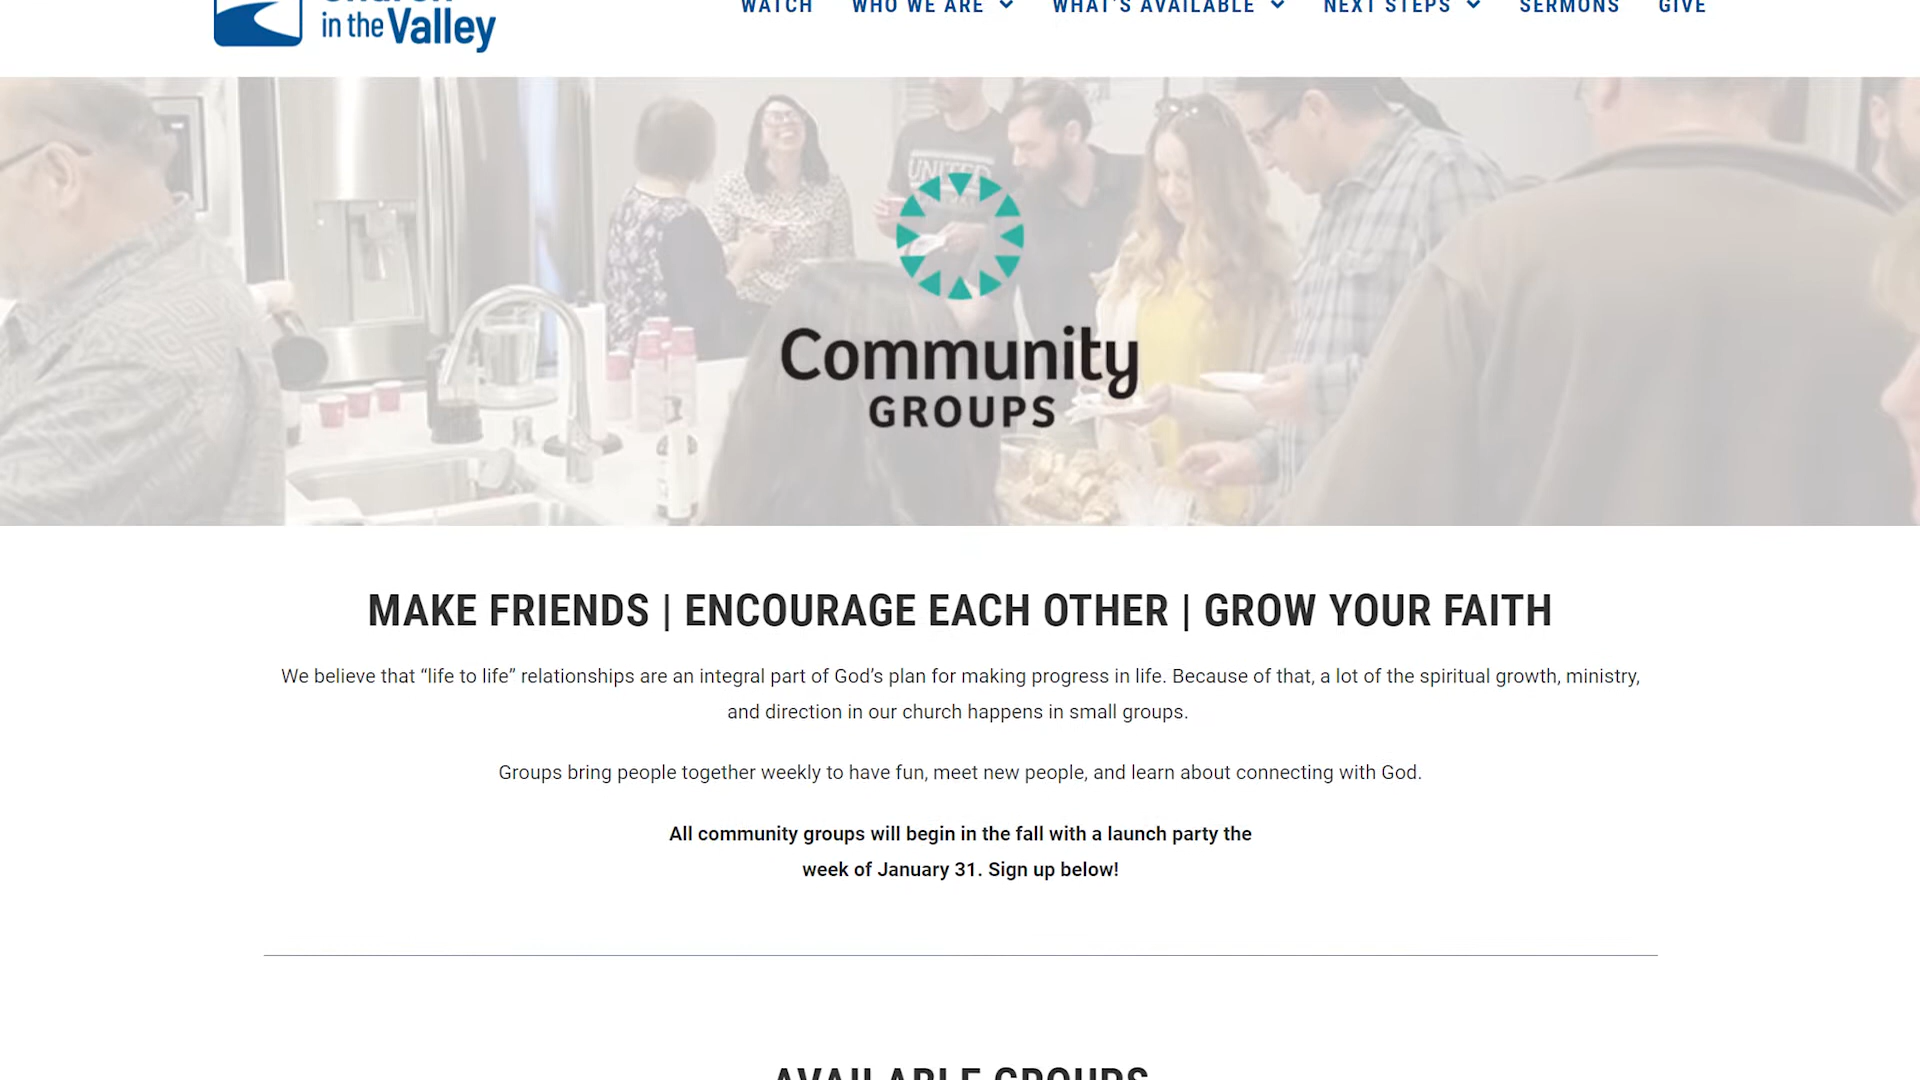 in the Valley
WATCH WHO WE ARE WHAT'S AVAILABLE NEXT STEPS SERMONS GIVE
UNITED
Community
GROUPS
MAKE FRIENDS | ENCOURAGE EACH OTHER | GROW YOUR FAITH
We believe that “life to life” relationships are an integral part of God’s plan for making progress in life. Because of that, a lot of the spiritual growth, ministry,
and direction in our church happens in small groups.
Groups bring people together weekly to have fun, meet new people, and learn about connecting with God.
All community groups will begin in the fall with a launch party the
week of January 31. Sign up below!
AVAILABLE GROUPS